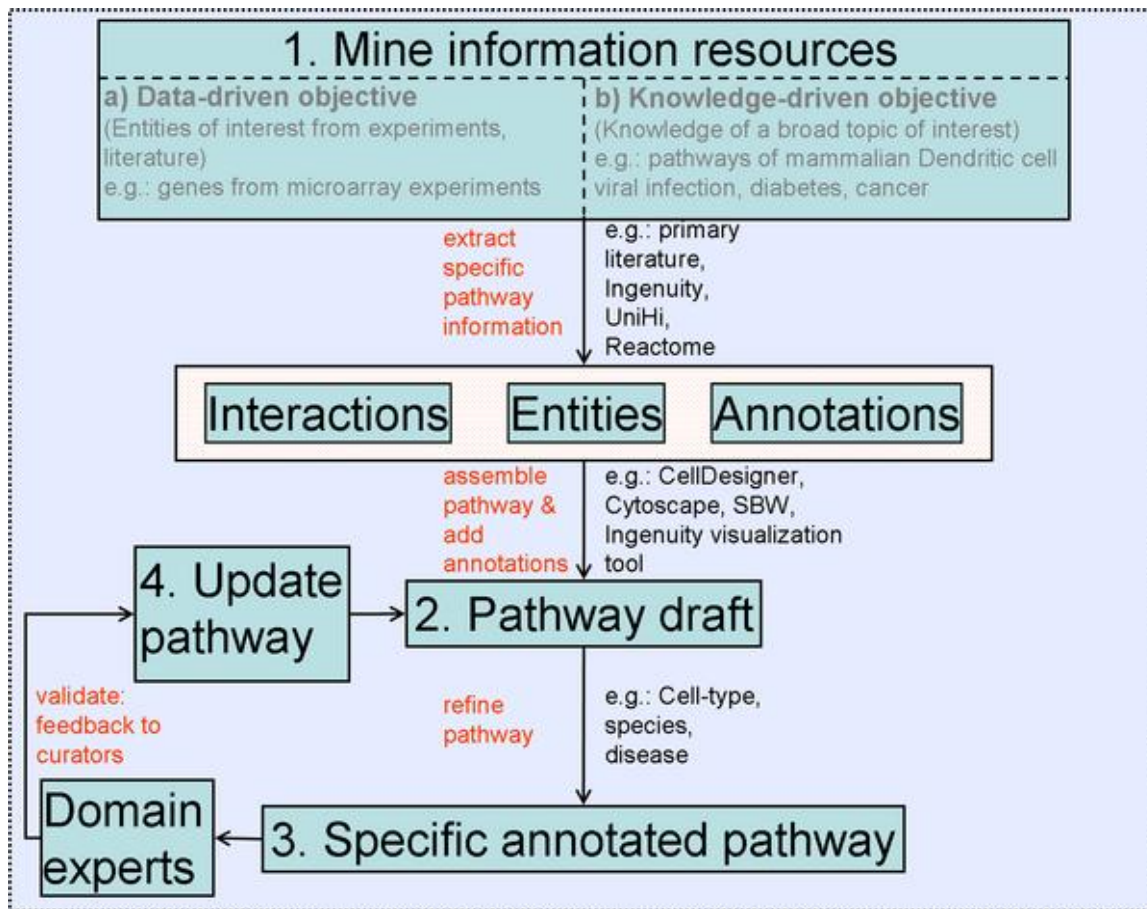 1. Mine information resources
a) Data-driven objective
(Entities of interest from experiments,
literature)
e.g.: genes from microarray experiments
b) Knowledge-driven objective
(Knowledge of a broad topic of interest)
e.g.: pathways of mammalian Dendritic cell
viral infection, diabetes, cancer
extract
specific
pathway
information
e.g.: primary
literature,
Ingenuity,
UniHi,
Reactome
Interactions
Entities
Annotations
assemble
pathway &
add
annotations
e.g.: CellDesigner,
Cytoscape, SBW,
Ingenuity visualization
tool
4. Update
pathway
2. Pathway draft
validate:
feedback to
curators
refine
pathway
e.g.: Cell-type,
species,
disease
Domain
experts
3. Specific annotated pathway